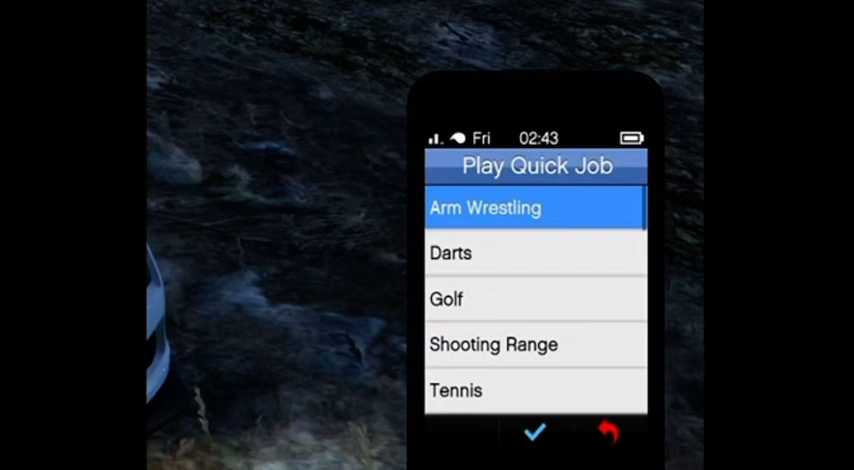 Fri 02:43
Play Quick Job
Arm Wrestling
Darts
Golf
Shooting Range
Tennis